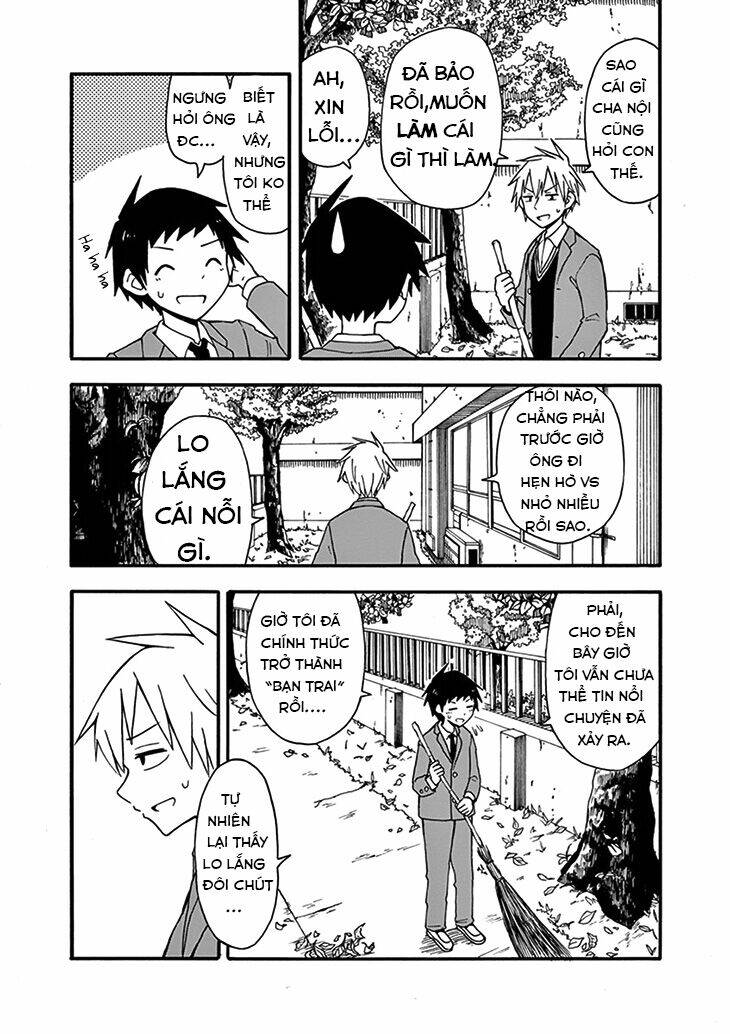 SAO
CÁI GÌ
CHA NỘI
CŨNG
HỎI CON
THẾ.
ĐÃ BẢO
RỒI,MUỐN
LÀM CÁI
GÌ THÌ LÀM.
AH,
XIN
LỖI...
BIẾT
LÀ
VẬY,
NHƯNG
TÔI KO
THỂ
NGƯNG
HỎI ÔNG
ĐC...
Ha ha ha
THÔI NÀO,
CHẲNG PHẢI
TRƯỚC GIỜ
ÔNG ĐI
HẸN HÒ VS
NHỎ NHIỀU
RỒI SAO.
LO
LẮNG
CÁI NỖI
GÌ.
PHẢI,
CHO ĐẾN
BÂY GIỜ
TÔI VẪN CHƯA
THỂ TIN NỔI
CHUYỆN ĐÃ
XẢY RA.
GIỜ TÔI ĐÃ
CHÍNH THỨC
TRỞ THÀNH
"BẠN TRAI"
RỒI....
TỰ
NHIÊN
LẠI THẤY
LO LẮNG
ĐÔI CHÚT
...